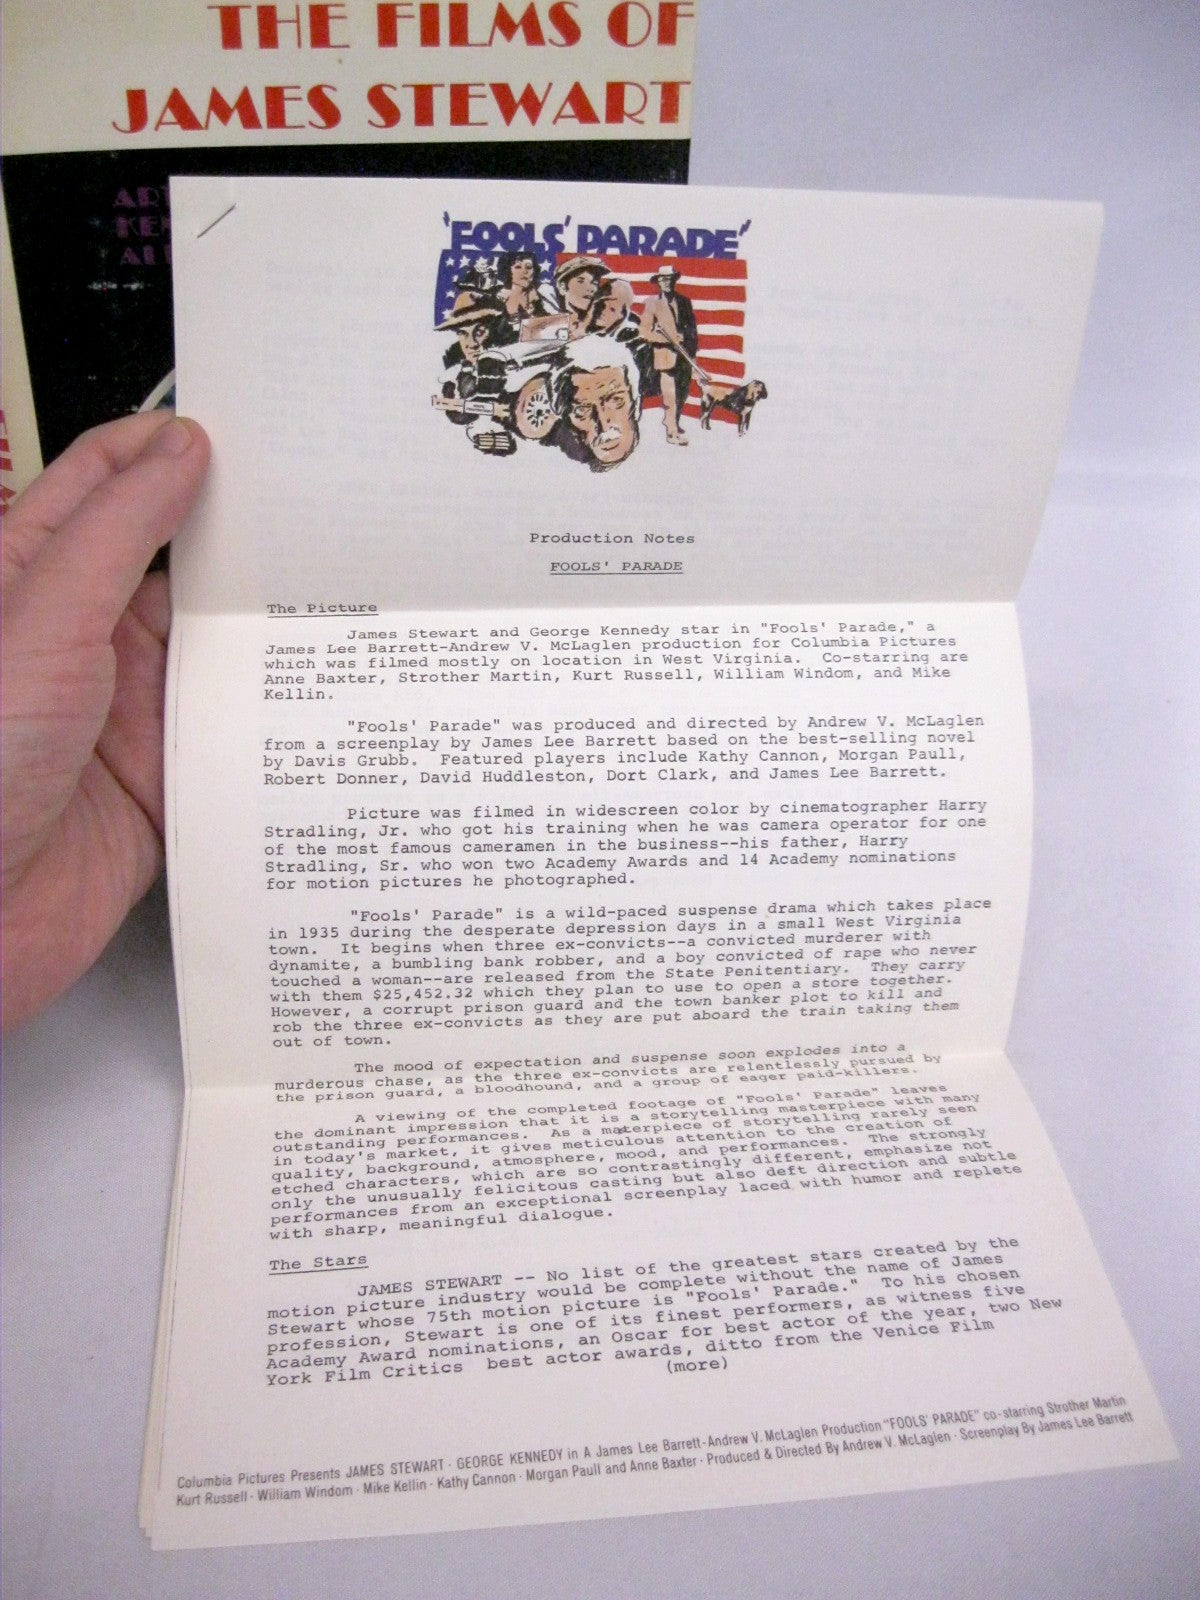 THE FILMS OF
JAMES STEWART
'FOOLS' PARADE'
Production Notes
FOOLS' PARADE
The Picture
James Stewart and George Kennedy star in "Fools' Parade," a
James Lee Barrett-Andrew V. McLaglen production for Columbia Pictures
which was filmed mostly on location in West Virginia. Co-starring are
Anne Baxter, Strother Martin, Kurt Russell, William Windom, and Mike
Kellin.
"Fools' Parade" was produced and directed by Andrew V. McLaglen
from a screenplay by James Lee Barrett based on the best-selling novel
by Davis Grubb. Featured players include Kathy Cannon, Morgan Paull,
Robert Donner, David Huddleston, Dort Clark, and James Lee Barrett.
Picture was filmed in widescreen color by cinematographer Harry
Stradling, Jr. who got his training when he was camera operator for one
of the most famous cameramen in the business--his father, Harry
Stradling, Sr. who won two Academy Awards and 14 Academy nominations
for motion pictures he photographed.
"Fools' Parade" is a wild-paced suspense drama which takes place
in 1935 during the desperate depression days in a small West Virginia
town. It begins when three ex-convicts--a convicted murderer with
dynamite, a bumbling bank robber, and a boy convicted of rape who never
touched a woman--are released from the State Penitentiary. They carry
with them $25,452.32 which they plan to use to open a store together.
However, a corrupt prison guard and the town banker plot to kill and
rob the three ex-convicts as they are put aboard the train taking them
out of town.
The mood of expectation and suspense soon explodes into a
murderous chase, as the three ex-convicts are relentlessly pursued by
the prison guard, a bloodhound, and a group of eager paid-killers.
A viewing of the completed footage of "Fools' Parade" leaves
the dominant impression that it is a storytelling masterpiece with many
outstanding performances. As a masterpiece of storytelling rarely seen
in today's market, it gives meticulous attention to the creation of
quality, background, atmosphere, mood, and performances. The strongly
etched characters, which are so contrastingly different, emphasize not
only the unusually felicitous casting but also deft direction and subtle
performances from an exceptional screenplay laced with humor and replete
with sharp, meaningful dialogue.
The Stars
JAMES STEWART -- No list of the greatest stars created by the
motion picture industry would be complete without the name of James
Stewart whose 75th motion picture is "Fools' Parade." To his chosen
profession, Stewart is one of its finest performers, as witness five
Academy Award nominations, an Oscar for best actor of the year, two New
York Film Critics best actor awards, ditto from the Venice Film
(more)
Columbia Pictures Presents JAMES STEWART · GEORGE KENNEDY in A James Lee Barrett-Andrew V. McLaglen Production "FOOLS' PARADE" co-starring Strother Martin
Kurt Russell · William Windom · Mike Kellin · Kathy Cannon · Morgan Paull and Anne Baxter · Produced & Directed By Andrew V. McLaglen · Screenplay By James Lee Barrett